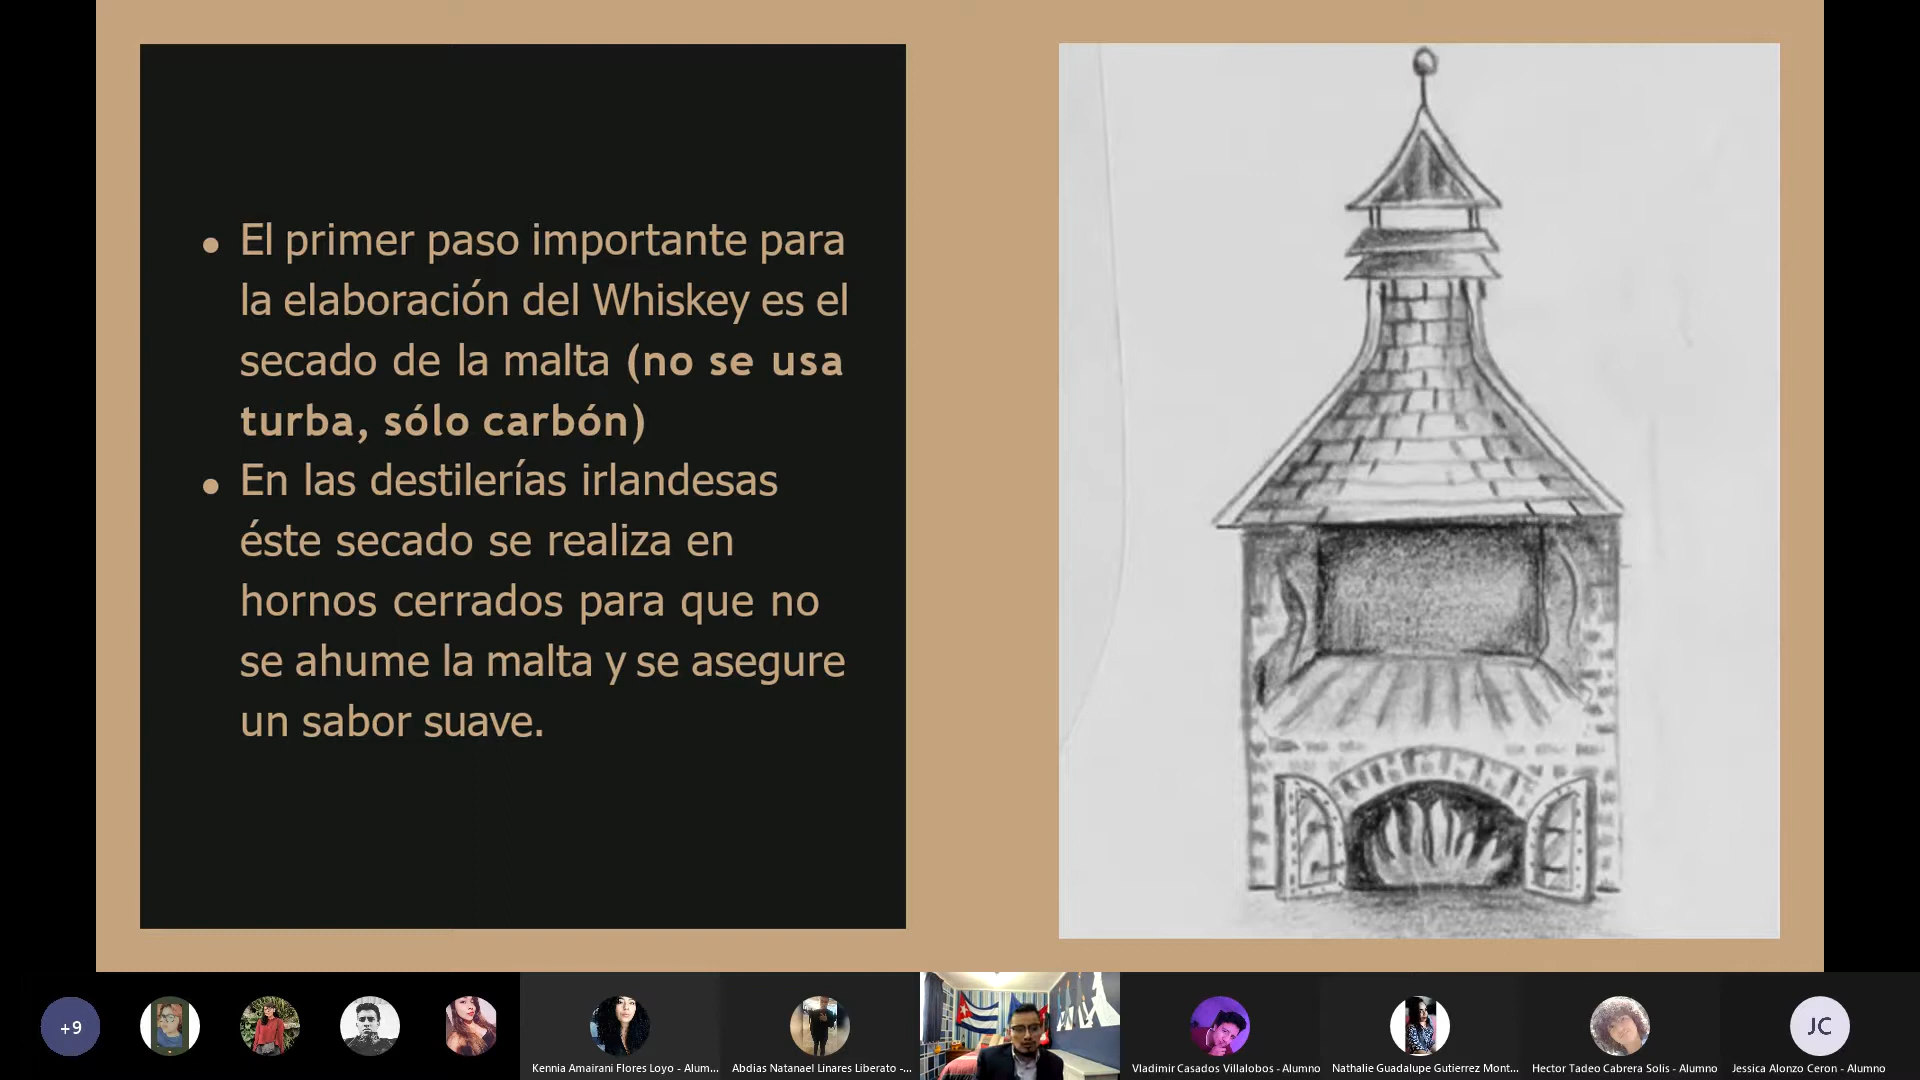 El primer paso importante para
la elaboración del Whiskey es el
secado de la malta (no se usa
turba, sólo carbón)
En las destilerías irlandesas
éste secado se realiza en
hornos cerrados para que no
se ahume la malta y se asegure
un sabor suave.
+9
Kennia Amairani Flores Loyo - Alum...
Abdias Natanael Linares Liberato -...
Vladimir Casados Villalobos - Alumno
Nathalie Guadalupe Gutierrez Mont...
Hector Tadeo Cabrera Solis - Alumno
JC
Jessica Alonzo Ceron - Alumno